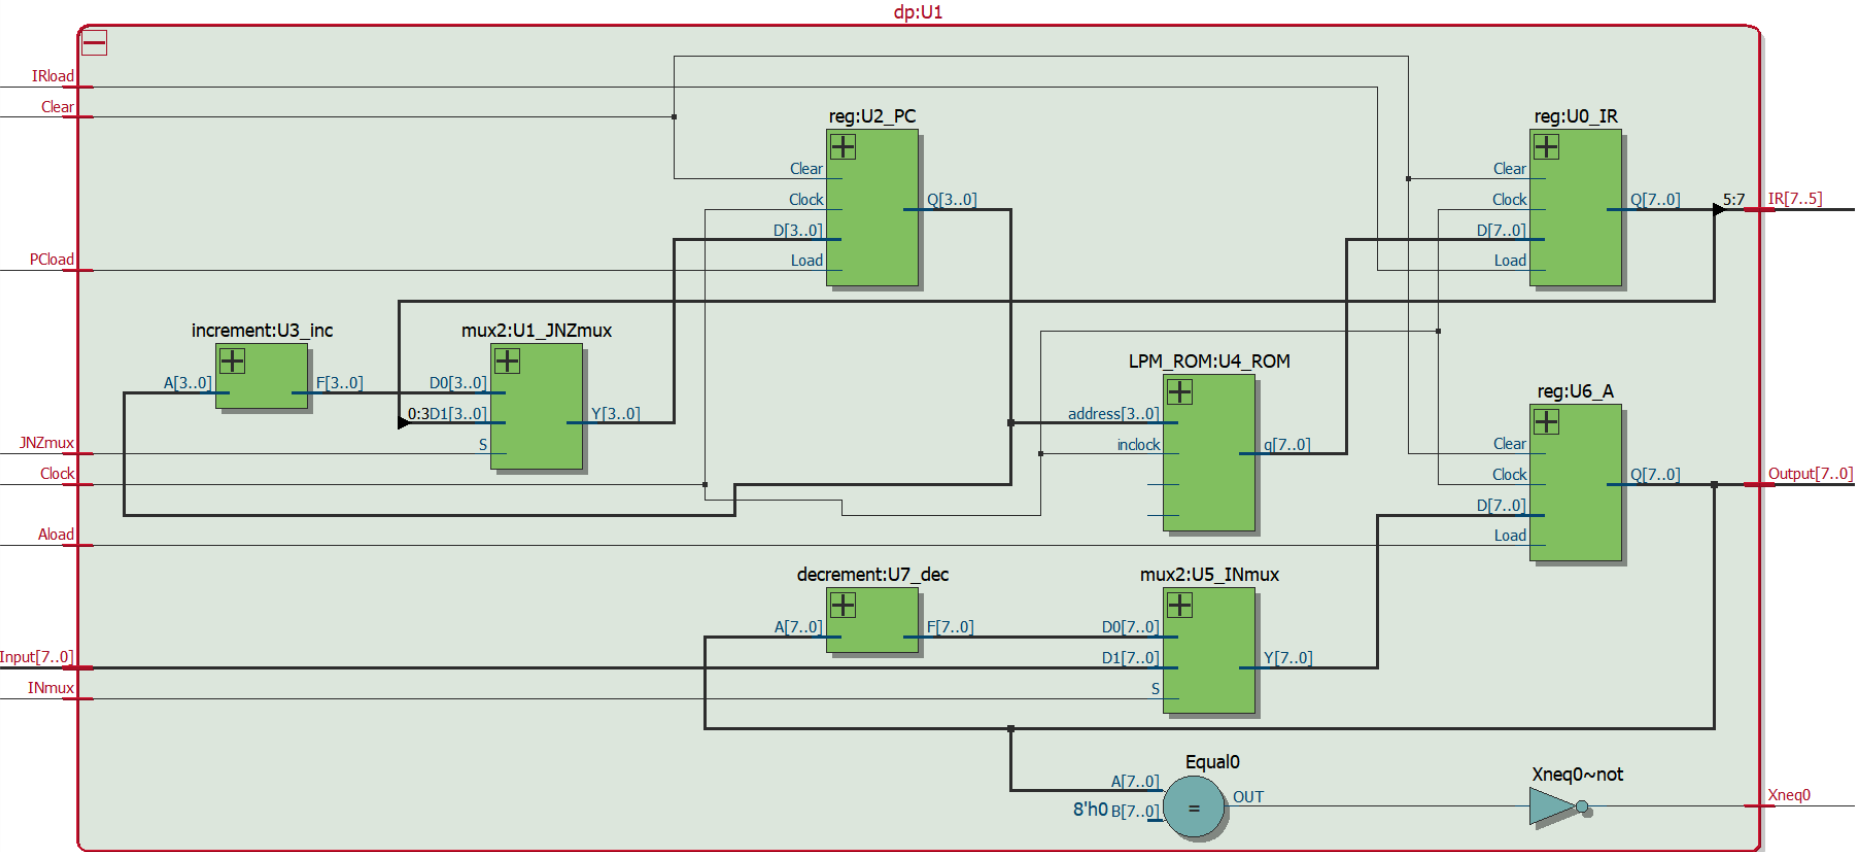 dp:U1
IRload
Clear
PCload
JNZmux
Clock
Aload
Input[7..0]
INmux
reg:U2_PC
Clear
Clock
D[3..0]
Load
Q[3..0]
reg:U0_IR
Clear
Clock
D[7..0]
Load
Q[7..0]
5:7
IR[7..5]
increment:U3_inc
A[3..0]
F[3..0]
mux2:U1_JNZmux
D0[3..0]
0:3D1[3..0]
S
Y[3..0]
LPM_ROM:U4_ROM
address[3..0]
inclock
q[7..0]
reg:U6_A
Clear
Clock
D[7..0]
Load
Q[7..0]
Output[7..0]
decrement:U7_dec
A[7..0]
F[7..0]
mux2:U5_INmux
D0[7..0]
D1[7..0]
S
Y[7..0]
Equal0
A[7..0]
8'h0 B[7..0]
=
OUT
Xneq0~not
Xneq0